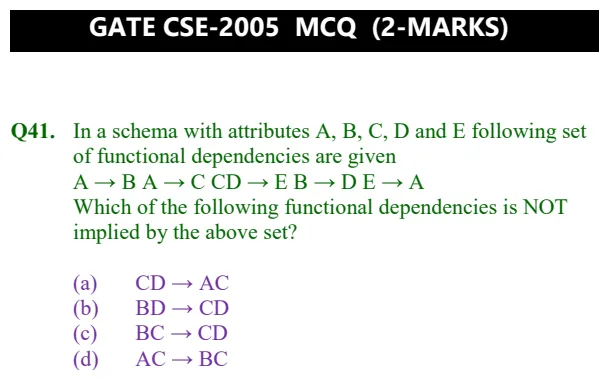 GATE CSE-2005 MCQ (2-MARKS)
Q41. In a schema with attributes A, B, C, D and E following set
of functional dependencies are given
A → B A → C CD → E B → D E → A
Which of the following functional dependencies is NOT
implied by the above set?
(a) CD → AC
(b) BD → CD
(c) BC → CD
(d) AC → BC